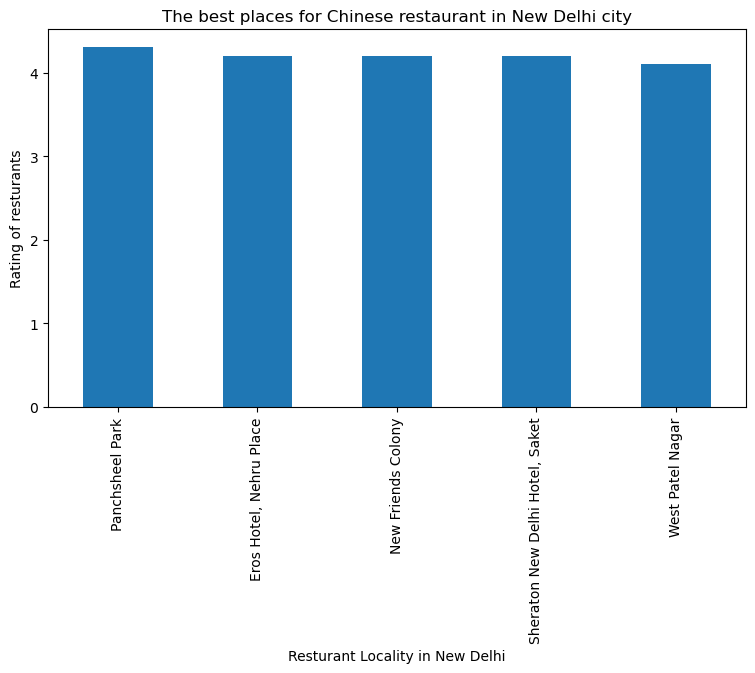 The best places for Chinese restaurant in New Delhi city
Rating of resturants
4
3
2
1
0
Panchsheel Park
Eros Hotel, Nehru Place
New Friends Colony
Sheraton New Delhi Hotel, Saket
West Patel Nagar
Resturant Locality in New Delhi